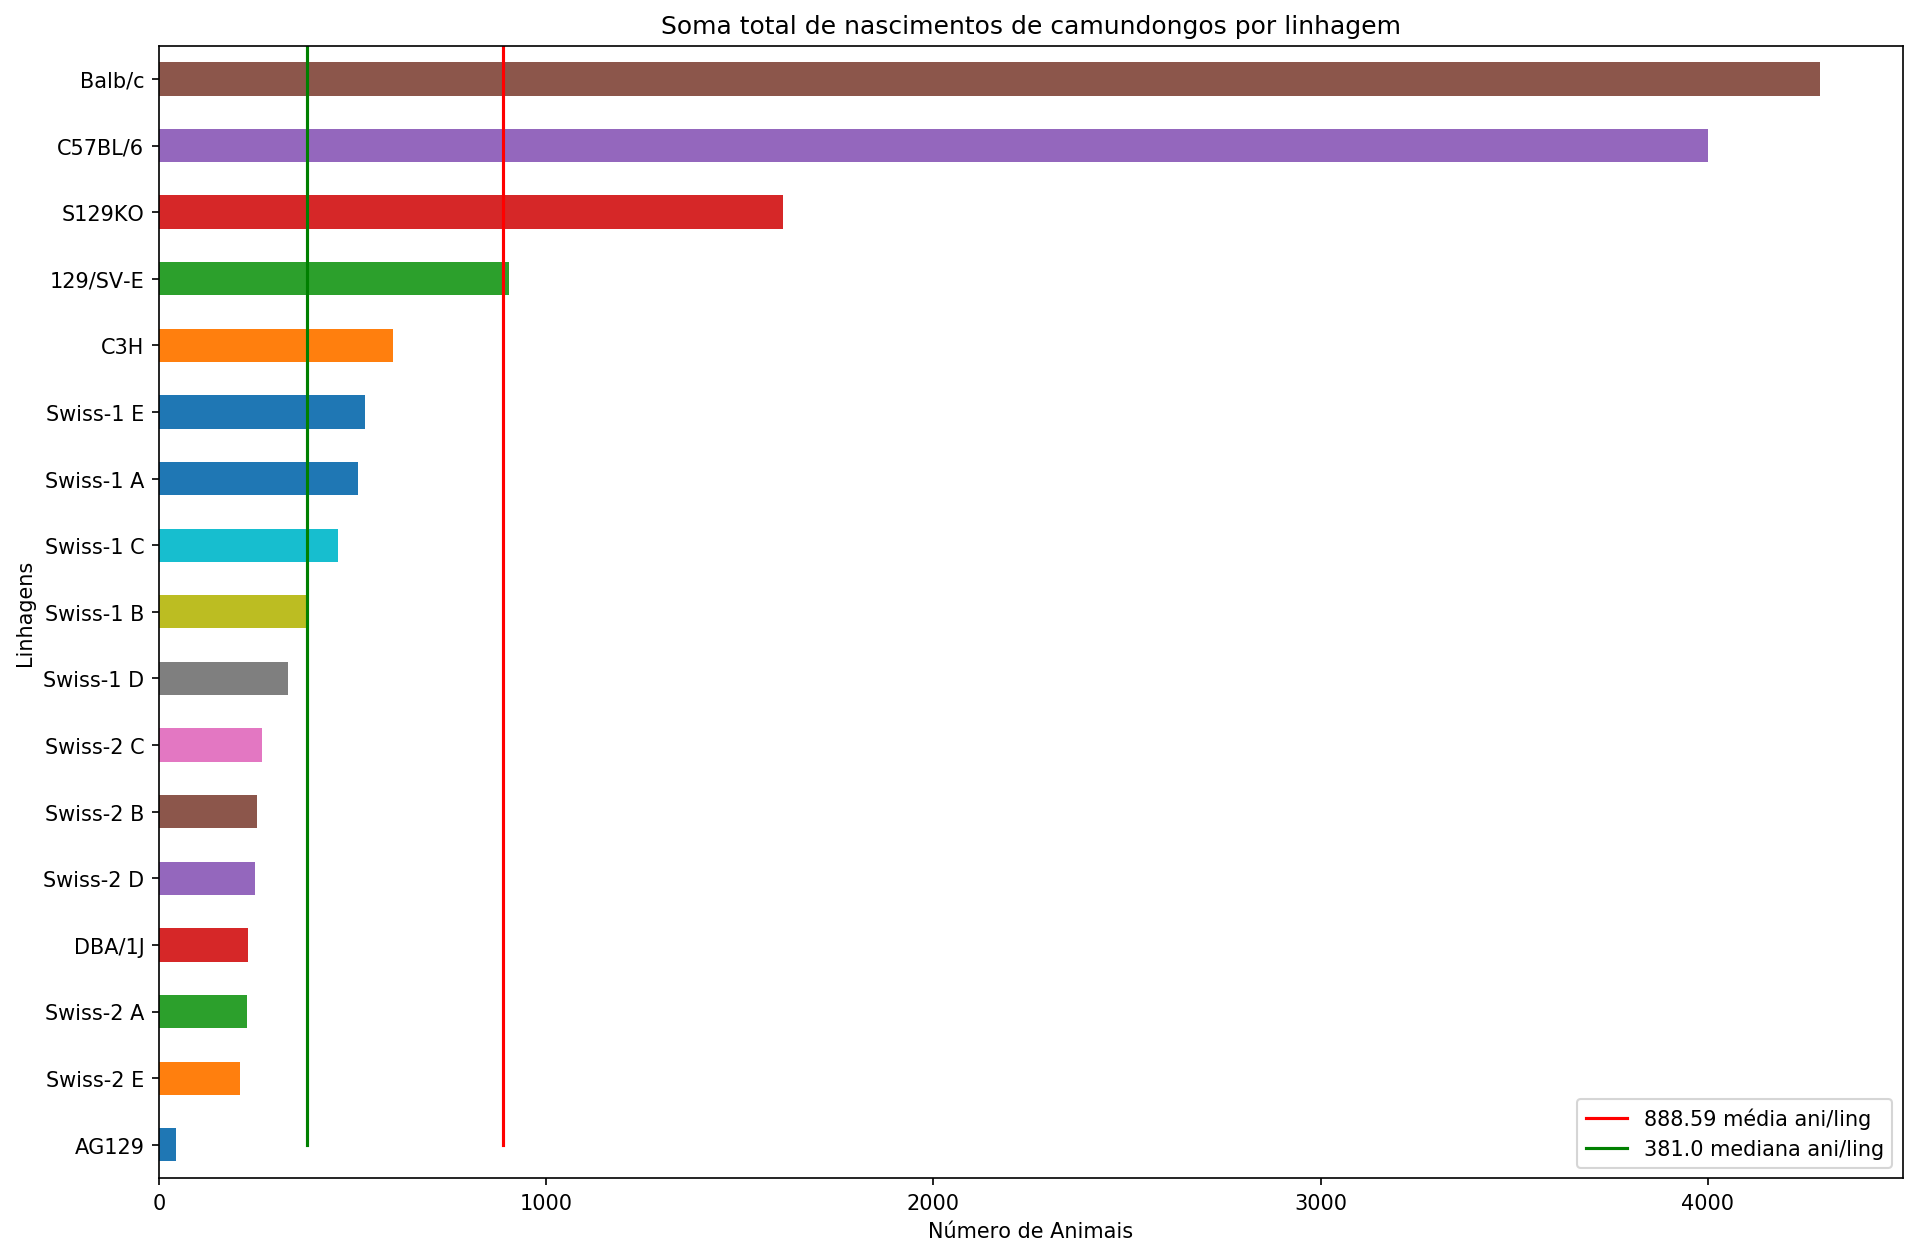 Soma total de nascimentos de camundongos por linhagem
Balb/c
C57BL/6
S129KO
129/SV-E
C3H
Swiss-1 E
Swiss-1 A
Swiss-1 C
Swiss-1 B
Swiss-1 D
Swiss-2 C
Swiss-2 B
Swiss-2 D
DBA/1J
Swiss-2 A
Swiss-2 E
AG129
Linhagens
888.59 média ani/ling
381.0 mediana ani/ling
0 1000 2000 3000 4000
Número de Animais